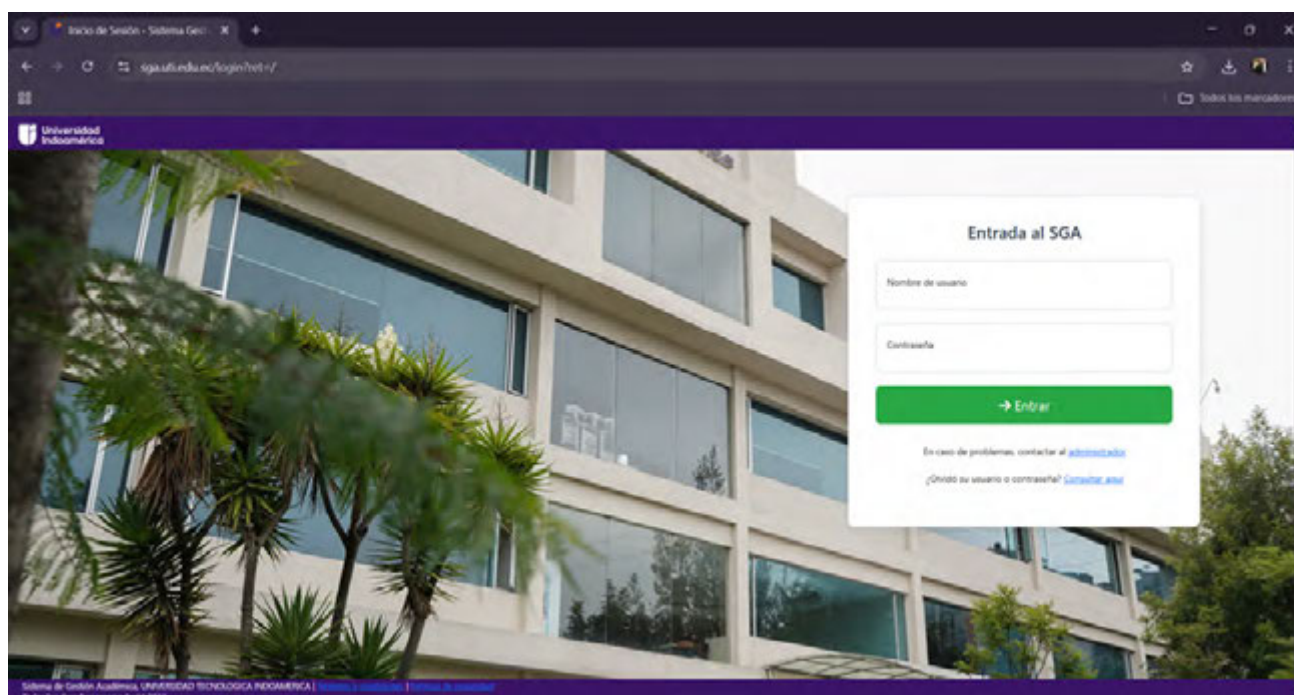 Inicio de Sesión - Sistema Gest
sga.uti.edu.ec/login?ret=/
Todos los marcadores
Universidad
Indoamérica
Entrada al SGA
Nombre de usuario
Contraseña
Entrar
En caso de problemas, contactar al administrador
¿Olvidó su usuario o contraseña? Consultar aquí
Sistema de Gestión Académica, UNIVERSIDAD TECNOLOGICA INDOAMERICA |